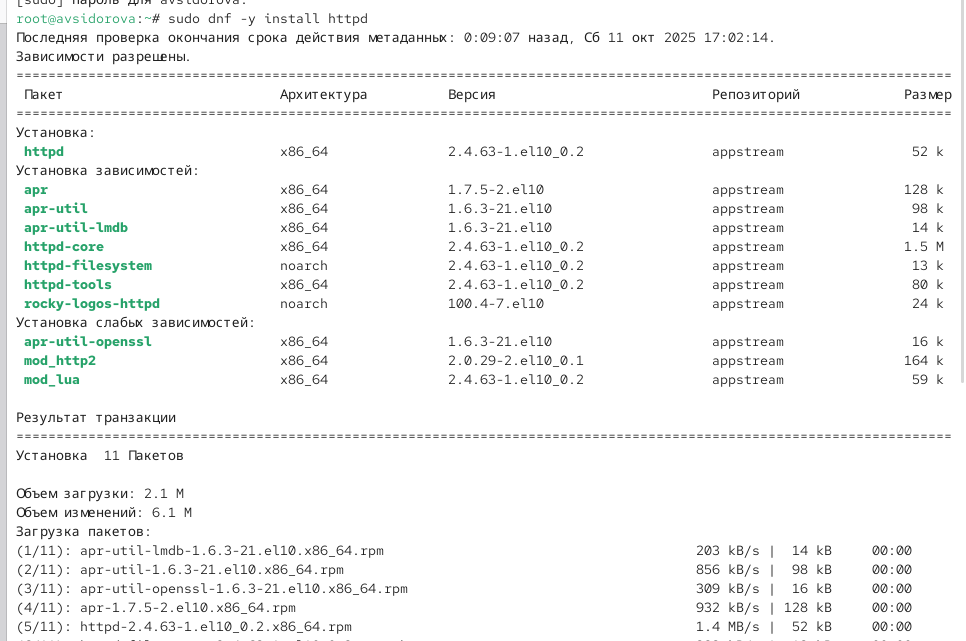 [sudo] пароль для avsidorova:
root@avsidorova:~# sudo dnf -y install httpd
Последняя проверка окончания срока действия метаданных: 0:09:07 назад, Сб 11 окт 2025 17:02:14.
Зависимости разрешены.
================================================================================
Пакет Архитектура Версия Репозиторий Размер
================================================================================
Установка:
httpd x86_64 2.4.63-1.el10_0.2 appstream 52 k
Установка зависимостей:
apr x86_64 1.7.5-2.el10 appstream 128 k
apr-util x86_64 1.6.3-21.el10 appstream 98 k
apr-util-lmdb x86_64 1.6.3-21.el10 appstream 14 k
httpd-core x86_64 2.4.63-1.el10_0.2 appstream 1.5 M
httpd-filesystem noarch 2.4.63-1.el10_0.2 appstream 13 k
httpd-tools x86_64 2.4.63-1.el10_0.2 appstream 80 k
rocky-logos-httpd noarch 100.4-7.el10 appstream 24 k
Установка слабых зависимостей:
apr-util-openssl x86_64 1.6.3-21.el10 appstream 16 k
mod_http2 x86_64 2.0.29-2.el10_0.1 appstream 164 k
mod_lua x86_64 2.4.63-1.el10_0.2 appstream 59 k
Результат транзакции
================================================================================
Установка 11 Пакетов
Объем загрузки: 2.1 M
Объем изменений: 6.1 M
Загрузка пакетов:
(1/11): apr-util-lmdb-1.6.3-21.el10.x86_64.rpm 203 kB/s | 14 kB 00:00
(2/11): apr-util-1.6.3-21.el10.x86_64.rpm 856 kB/s | 98 kB 00:00
(3/11): apr-util-openssl-1.6.3-21.el10.x86_64.rpm 309 kB/s | 16 kB 00:00
(4/11): apr-1.7.5-2.el10.x86_64.rpm 932 kB/s | 128 kB 00:00
(5/11): httpd-2.4.63-1.el10_0.2.x86_64.rpm 1.4 MB/s | 52 kB 00:00